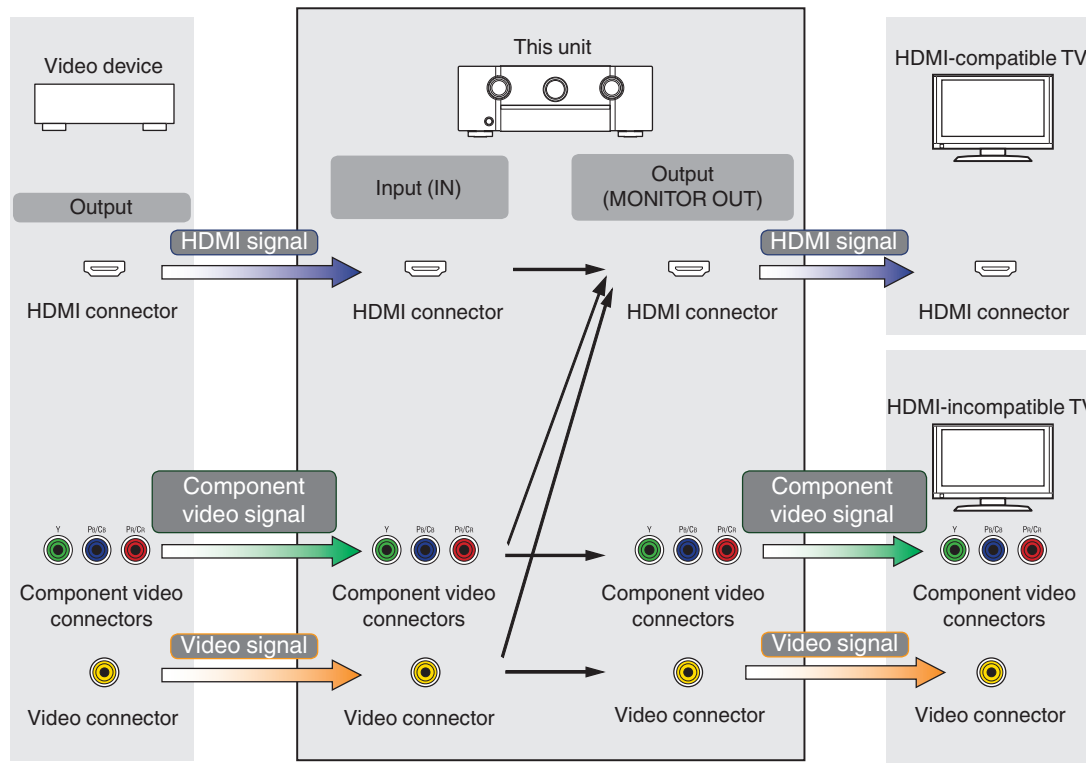 Video device
This unit
HDMI-compatible TV
Output
Input (IN)
Output
(MONITOR OUT)
HDMI signal
HDMI signal
HDMI connector
HDMI connector
HDMI connector
HDMI connector
HDMI-incompatible TV
Component
video signal
Component
video signal
Y PB/CB PR/CR
Y PB/CB PR/CR
Y PB/CB PR/CR
Y PB/CB PR/CR
Component video
connectors
Component video
connectors
Component video
connectors
Component video
connectors
Video signal
Video signal
Video connector
Video connector
Video connector
Video connector